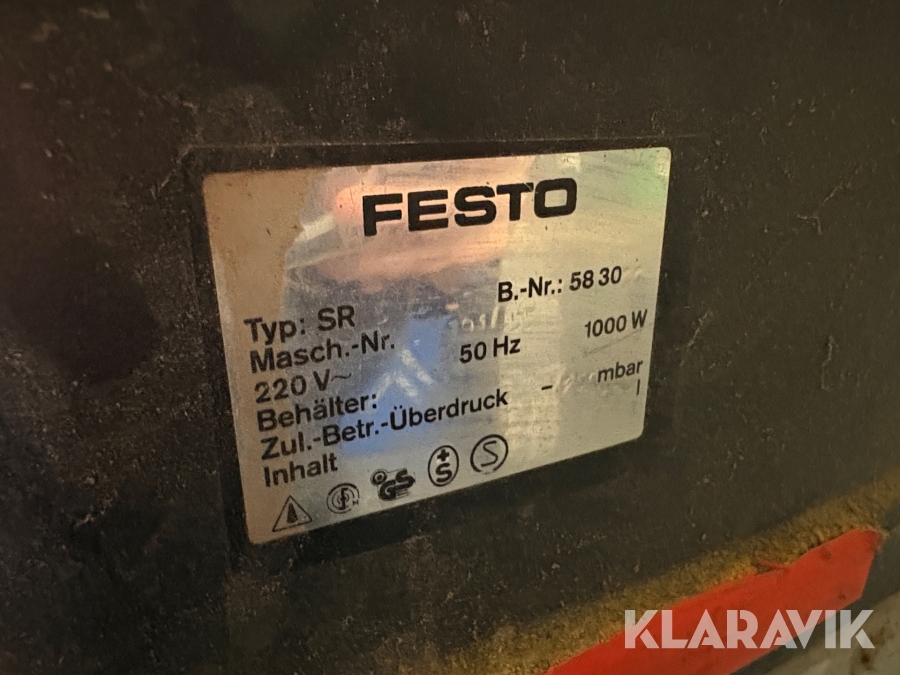 FESTO
Typ: SR B.-Nr.: 58 30
Masch.-Nr.
220 V~ 50 Hz 1000 W
Behälter:
Zul.-Betr.-Überdruck - mbar
Inhalt l
GS
+S
S
KLARAVIK